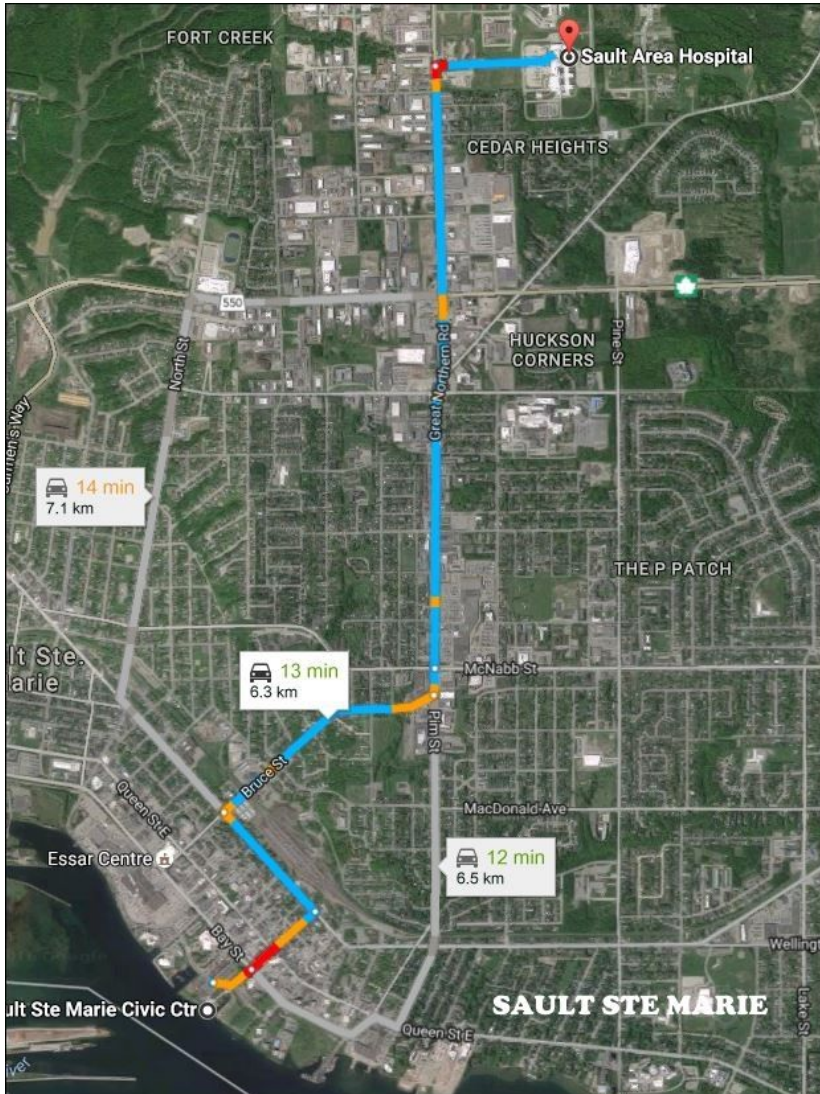 FORT CREEK
Sault Area Hospital
CEDAR HEIGHTS
550
HUCKSON
CORNERS
North St
Great Northern Rd
Pine St
14 min
7.1 km
THE P PATCH
lt Ste.
arie
McNabb St
13 min
6.3 km
Pim St
Bruce St
Queen St E
MacDonald Ave
Essar Centre
12 min
6.5 km
Bay St
Wellingt
ult Ste Marie Civic Ctr
SAULT STE MARIE
Lake St
Queen St E